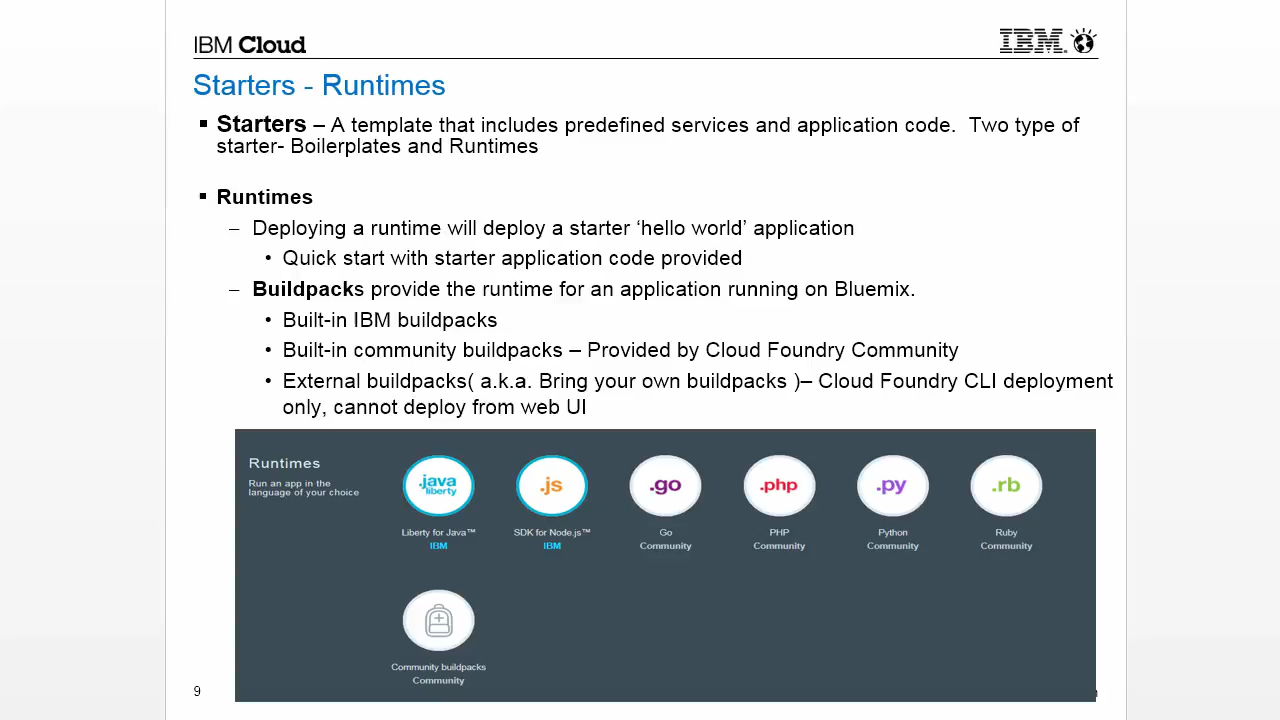 IBM Cloud
IBM
Starters - Runtimes
▪ Starters – A template that includes predefined services and application code.  Two type of
starter- Boilerplates and Runtimes
▪ Runtimes
– Deploying a runtime will deploy a starter ‘hello world’ application
• Quick start with starter application code provided
– Buildpacks provide the runtime for an application running on Bluemix.
• Built-in IBM buildpacks
• Built-in community buildpacks – Provided by Cloud Foundry Community
• External buildpacks( a.k.a. Bring your own buildpacks )– Cloud Foundry CLI deployment
only, cannot deploy from web UI
Runtimes
Run an app in the
language of your choice
.java
liberty
Liberty for Java™
IBM
.js
SDK for Node.js™
IBM
.go
Go
Community
.php
PHP
Community
.py
Python
Community
.rb
Ruby
Community
Community buildpacks
Community
9